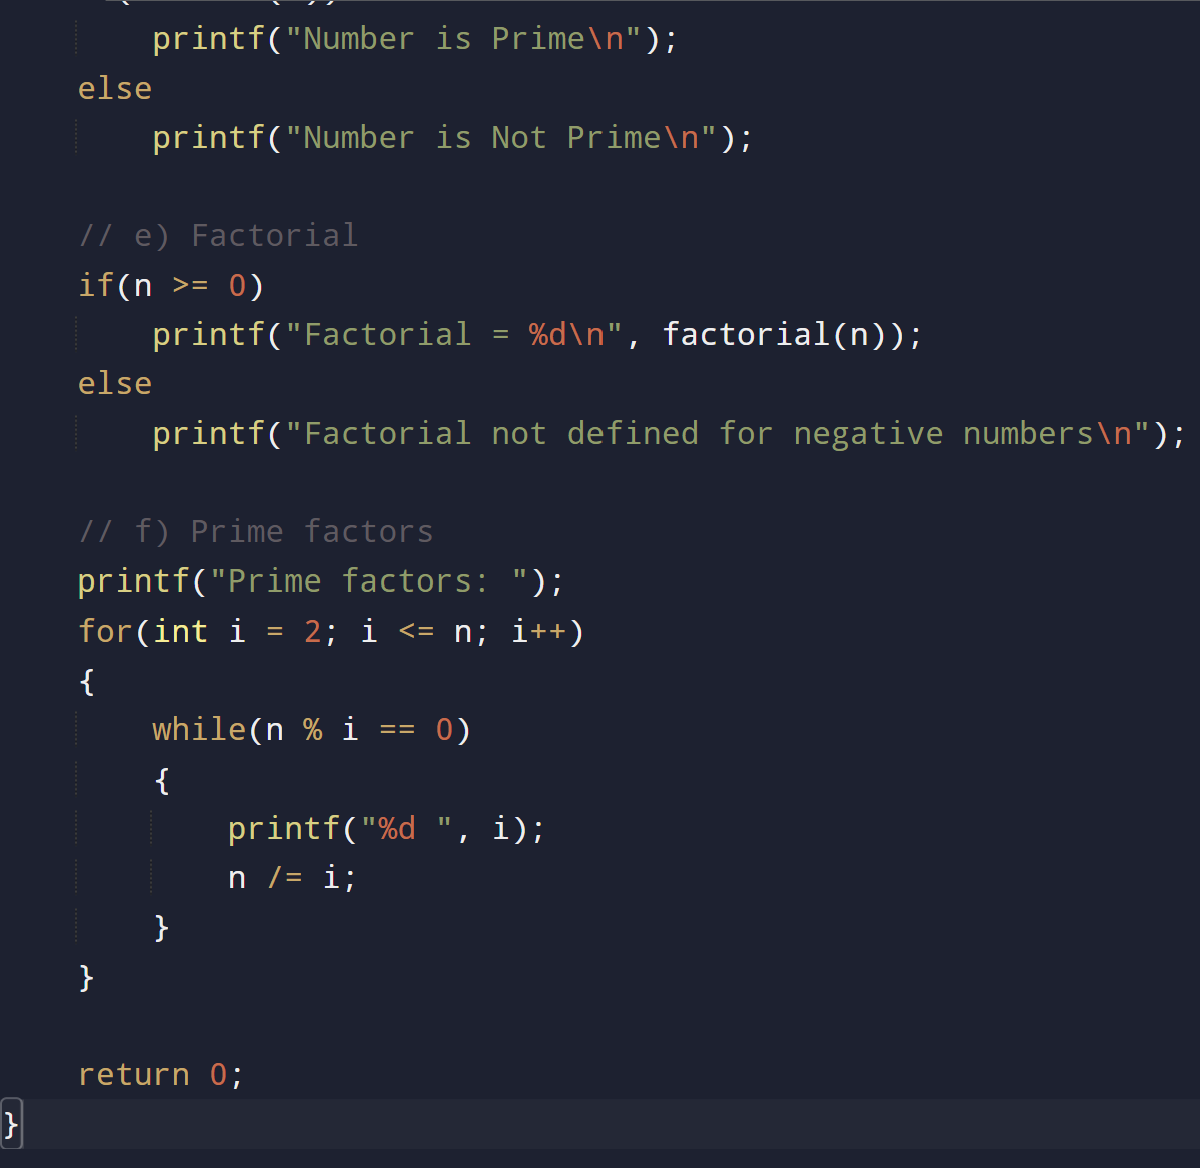 printf("Number is Prime\n");
else
printf("Number is Not Prime\n");
// e) Factorial
if(n >= 0)
printf("Factorial = %d\n", factorial(n));
else
printf("Factorial not defined for negative numbers\n");
// f) Prime factors
printf("Prime factors: ");
for(int i = 2; i <= n; i++)
{
while(n % i == 0)
{
printf("%d ", i);
n /= i;
}
}
return 0;
}